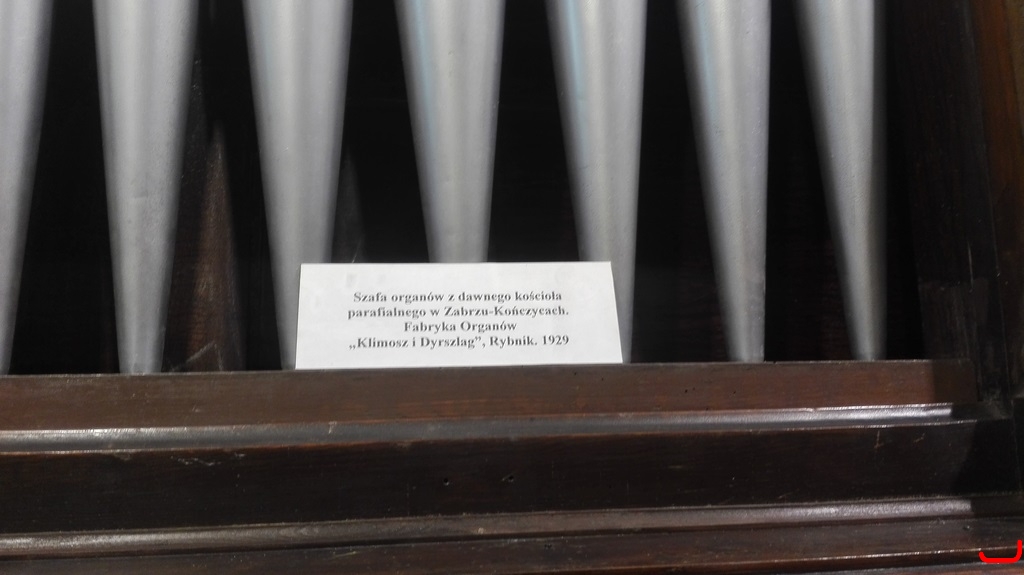 Szafa organów z dawnego kościoła
parafialnego w Zabrzu-Kończycach.
Fabryka Organów
„Klimosz i Dyrszlag”, Rybnik. 1929